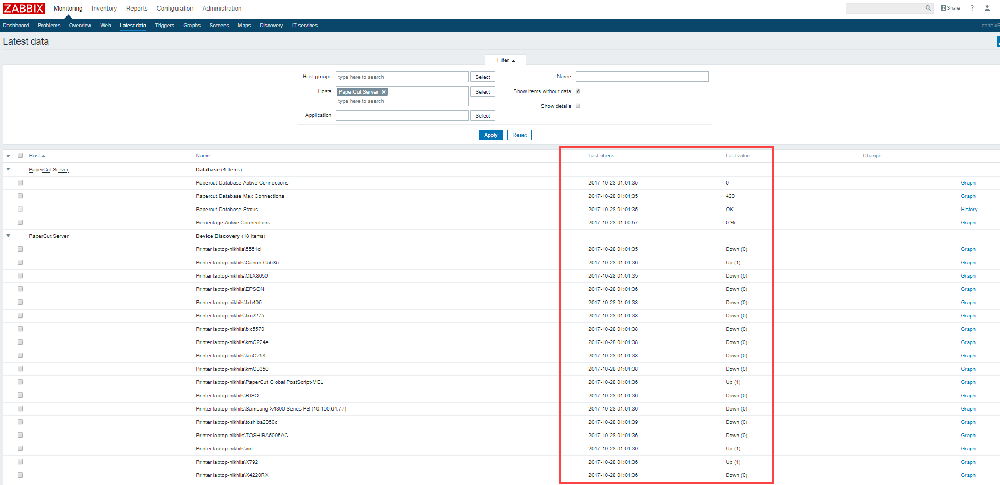 ZABBIX Monitoring Inventory Reports Configuration Administration Z Share ?
Dashboard Problems Overview Web Latest data Triggers Graphs Screens Maps Discovery IT services zabbixR
Latest data
Filter ▲
Host groups type here to search Select Name
Hosts PaperCut Server × Select Show items without data
type here to search
Show details
Application Select
Apply Reset
Host ▲ Name Last check Last value Change
PaperCut Server Database (4 Items)
Papercut Database Active Connections 2017-10-28 01:01:35 0 Graph
Papercut Database Max Connections 2017-10-28 01:01:35 420 Graph
Papercut Database Status 2017-10-28 01:01:35 OK History
Percentage Active Connections 2017-10-28 01:00:57 0 % Graph
PaperCut Server Device Discovery (18 Items)
Printer laptop-nikhils\5551ci 2017-10-28 01:01:35 Down (0) Graph
Printer laptop-nikhils\Canon-C5535 2017-10-28 01:01:36 Up (1) Graph
Printer laptop-nikhils\CLX8650 2017-10-28 01:01:35 Down (0) Graph
Printer laptop-nikhils\EPSON 2017-10-28 01:01:36 Down (0) Graph
Printer laptop-nikhils\fxb405 2017-10-28 01:01:38 Down (0) Graph
Printer laptop-nikhils\fxc2275 2017-10-28 01:01:38 Down (0) Graph
Printer laptop-nikhils\fxc5570 2017-10-28 01:01:38 Down (0) Graph
Printer laptop-nikhils\kmC224e 2017-10-28 01:01:38 Down (0) Graph
Printer laptop-nikhils\kmC258 2017-10-28 01:01:38 Down (0) Graph
Printer laptop-nikhils\kmC3350 2017-10-28 01:01:38 Down (0) Graph
Printer laptop-nikhils\PaperCut Global PostScript-MEL 2017-10-28 01:01:36 Up (1) Graph
Printer laptop-nikhils\RISO 2017-10-28 01:01:36 Down (0) Graph
Printer laptop-nikhils\Samsung X4300 Series PS (10.100.64.77) 2017-10-28 01:01:36 Down (0) Graph
Printer laptop-nikhils\toshiba2050c 2017-10-28 01:01:39 Down (0) Graph
Printer laptop-nikhils\TOSHIBA5005AC 2017-10-28 01:01:36 Down (0) Graph
Printer laptop-nikhils\virt 2017-10-28 01:01:39 Up (1) Graph
Printer laptop-nikhils\X792 2017-10-28 01:01:36 Up (1) Graph
Printer laptop-nikhils\X4220RX 2017-10-28 01:01:36 Down (0) Graph